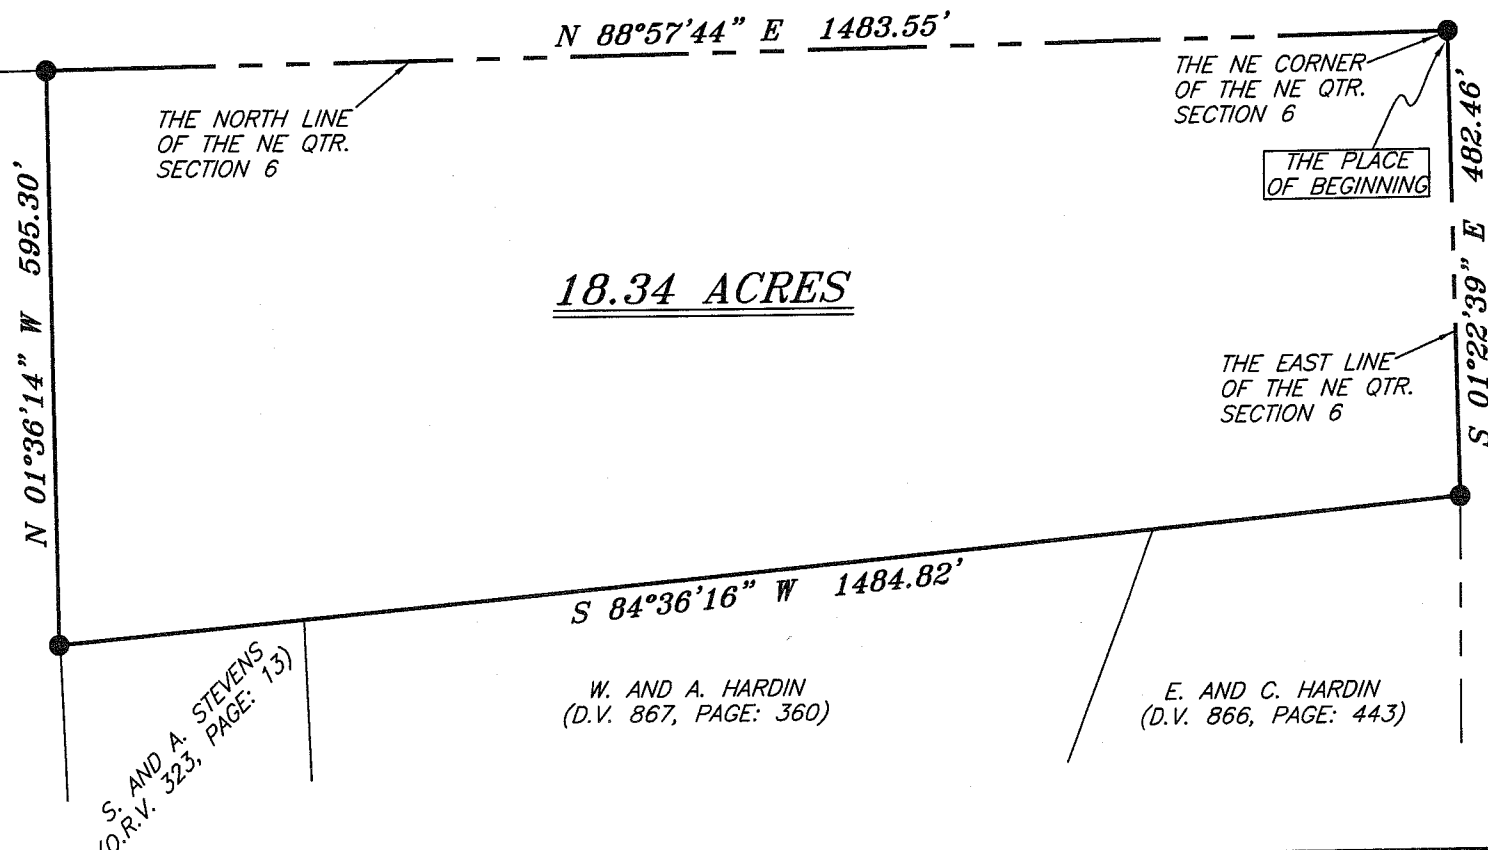 N 88°57'44" E 1483.55'
THE NE CORNER
OF THE NE QTR.
SECTION 6
THE NORTH LINE
OF THE NE QTR.
SECTION 6
THE PLACE
OF BEGINNING
S 01°22'39" E 482.46'
N 01°36'14" W 595.30'
18.34 ACRES
THE EAST LINE
OF THE NE QTR.
SECTION 6
S 84°36'16" W 1484.82'
S. AND A. STEVENS
(O.R.V. 323, PAGE: 13)
W. AND A. HARDIN
(D.V. 867, PAGE: 360)
E. AND C. HARDIN
(D.V. 866, PAGE: 443)